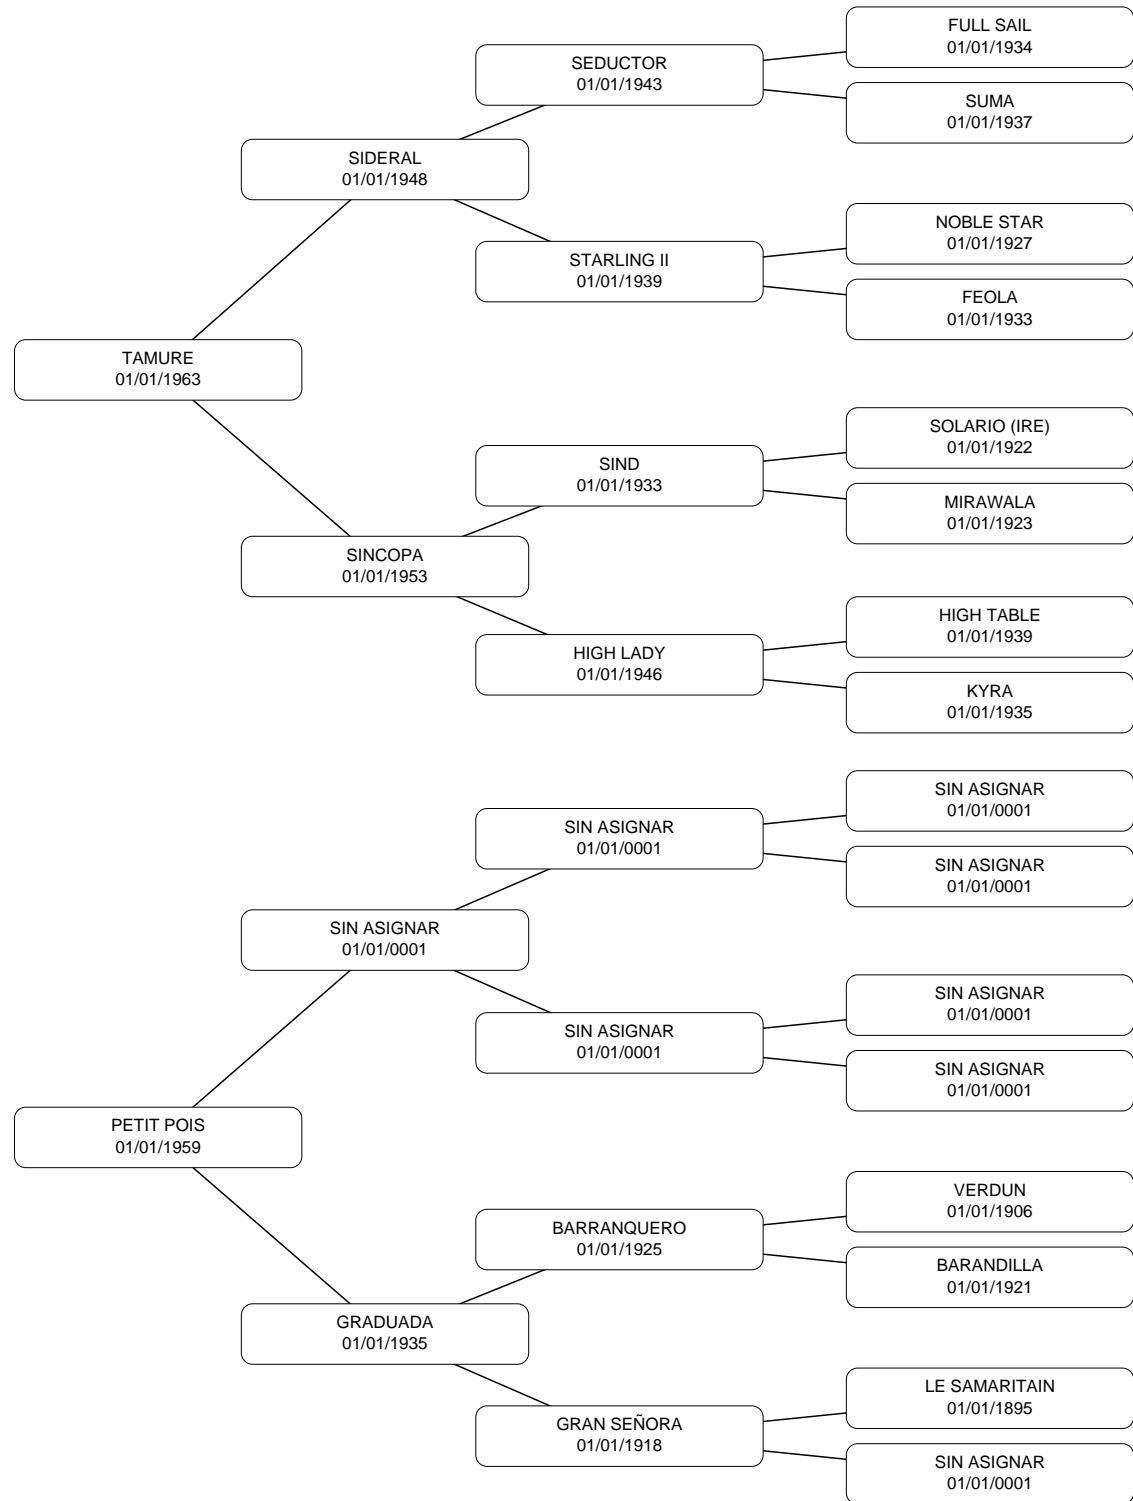 FULL SAIL
01/01/1934
SEDUCTOR
01/01/1943
SUMA
01/01/1937
SIDERAL
01/01/1948
NOBLE STAR
01/01/1927
STARLING II
01/01/1939
FEOLA
01/01/1933
TAMURE
01/01/1963
SOLARIO (IRE)
01/01/1922
SIND
01/01/1933
MIRAWALA
01/01/1923
SINCOPA
01/01/1953
HIGH TABLE
01/01/1939
HIGH LADY
01/01/1946
KYRA
01/01/1935
SIN ASIGNAR
01/01/0001
SIN ASIGNAR
01/01/0001
SIN ASIGNAR
01/01/0001
SIN ASIGNAR
01/01/0001
SIN ASIGNAR
01/01/0001
SIN ASIGNAR
01/01/0001
SIN ASIGNAR
01/01/0001
PETIT POIS
01/01/1959
VERDUN
01/01/1906
BARRANQUERO
01/01/1925
BARANDILLA
01/01/1921
GRADUADA
01/01/1935
LE SAMARITAIN
01/01/1895
GRAN SEÑORA
01/01/1918
SIN ASIGNAR
01/01/0001